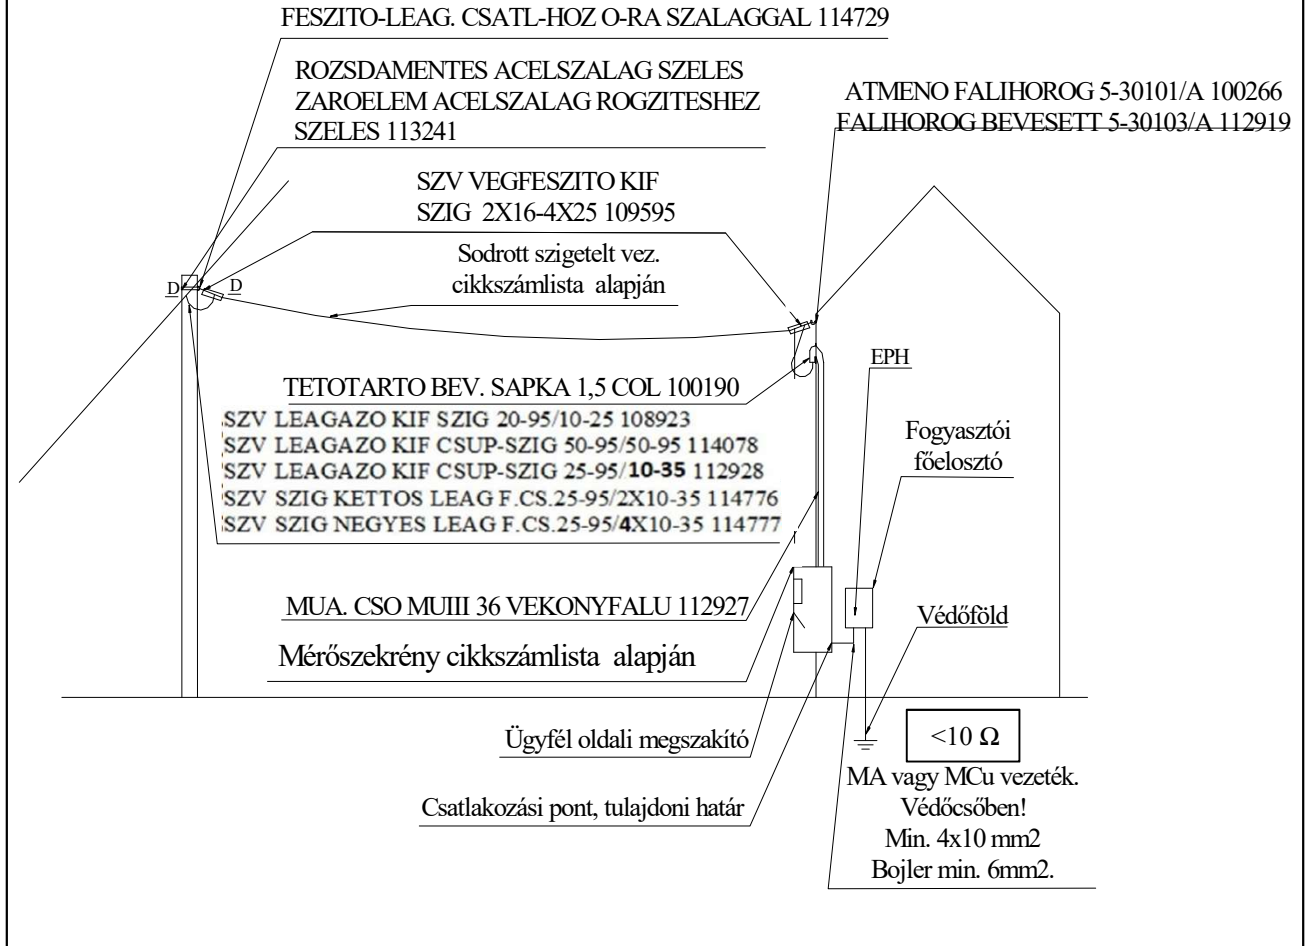 FESZITO-LEAG. CSATL-HOZ O-RA SZALAGGAL 114729
ROZSDAMENTES ACELSZALAG SZELES
ZAROELEM ACELSZALAG ROGZITESHEZ
SZELES 113241
ATMENO FALIHOROG 5-30101/A 100266
FALIHOROG BEVESETT 5-30103/A 112919
SZV VEGFESZITO KIF
SZIG 2X16-4X25 109595
Sodrott szigetelt vez.
cikkszámlista alapján
D
D
EPH
TETOTARTO BEV. SAPKA 1,5 COL 100190
SZV LEAGAZO KIF SZIG 20-95/10-25 108923
SZV LEAGAZO KIF CSUP-SZIG 50-95/50-95 114078
SZV LEAGAZO KIF CSUP-SZIG 25-95/10-35 112928
SZV SZIG KETTOS LEAG F.CS.25-95/2X10-35 114776
SZV SZIG NEGYES LEAG F.CS.25-95/4X10-35 114777
Fogyasztói
főelosztó
MUA. CSO MUIII 36 VEKONYFALU 112927
Védőföld
Mérőszekrény cikkszámlista alapján
Ügyfél oldali megszakító
<10 Ω
Csatlakozási pont, tulajdoni határ
MA vagy MCu vezeték.
Védőcsőben!
Min. 4x10 mm2
Bojler min. 6mm2.